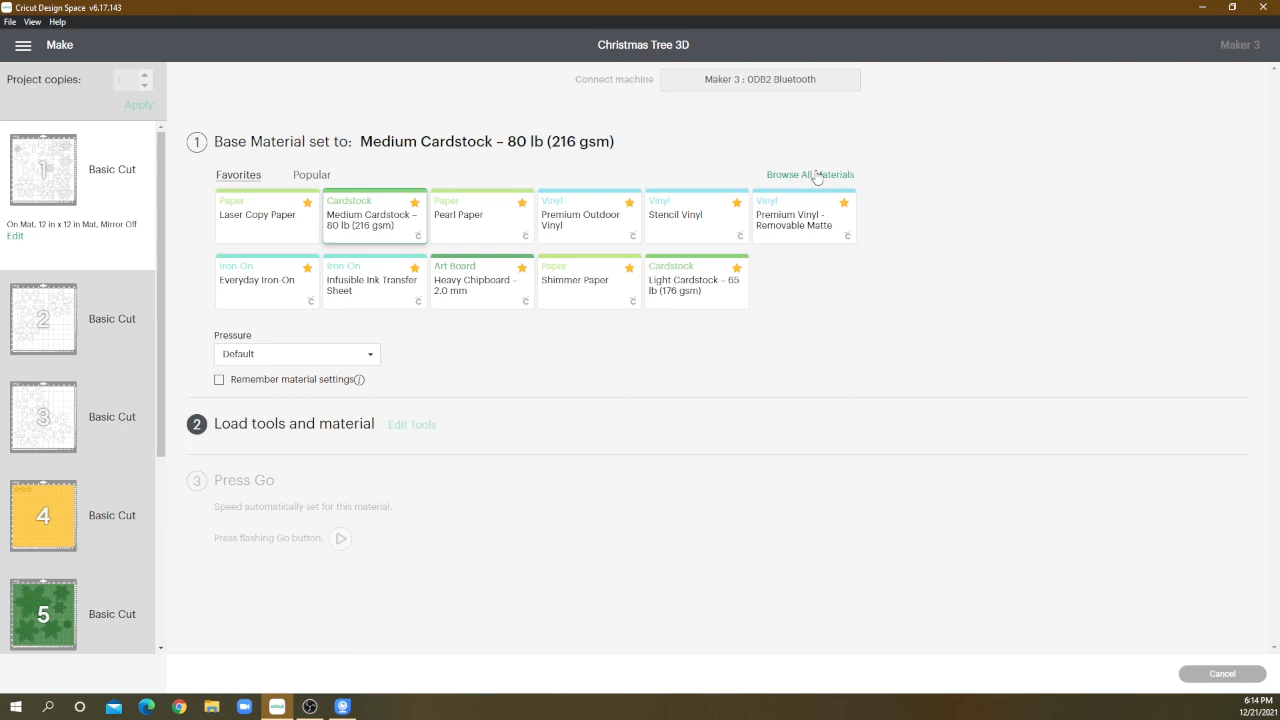 Cricut Design Space v6.17.143
File View Help
Make
Christmas Tree 3D
Maker 3
Project copies:
1
Apply
Connect machine
Maker 3 : ODB2 Bluetooth
1
Basic Cut
On Mat, 12 in x 12 in Mat, Mirror Off
Edit
2
Basic Cut
3
Basic Cut
4
Basic Cut
5
Basic Cut
1 Base Material set to: Medium Cardstock – 80 lb (216 gsm)
Favorites Popular
Browse All Materials
Paper
Laser Copy Paper
Cardstock
Medium Cardstock –
80 lb (216 gsm)
Paper
Pearl Paper
Vinyl
Premium Outdoor
Vinyl
Vinyl
Stencil Vinyl
Vinyl
Premium Vinyl -
Removable Matte
Iron-On
Everyday Iron-On
Iron-On
Infusible Ink Transfer
Sheet
Art Board
Heavy Chipboard –
2.0 mm
Paper
Shimmer Paper
Cardstock
Light Cardstock – 65
lb (176 gsm)
Pressure
Default
Remember material settings
2 Load tools and material Edit Tools
3 Press Go
Speed automatically set for this material.
Press flashing Go button.
Cancel
6:14 PM
12/21/2021